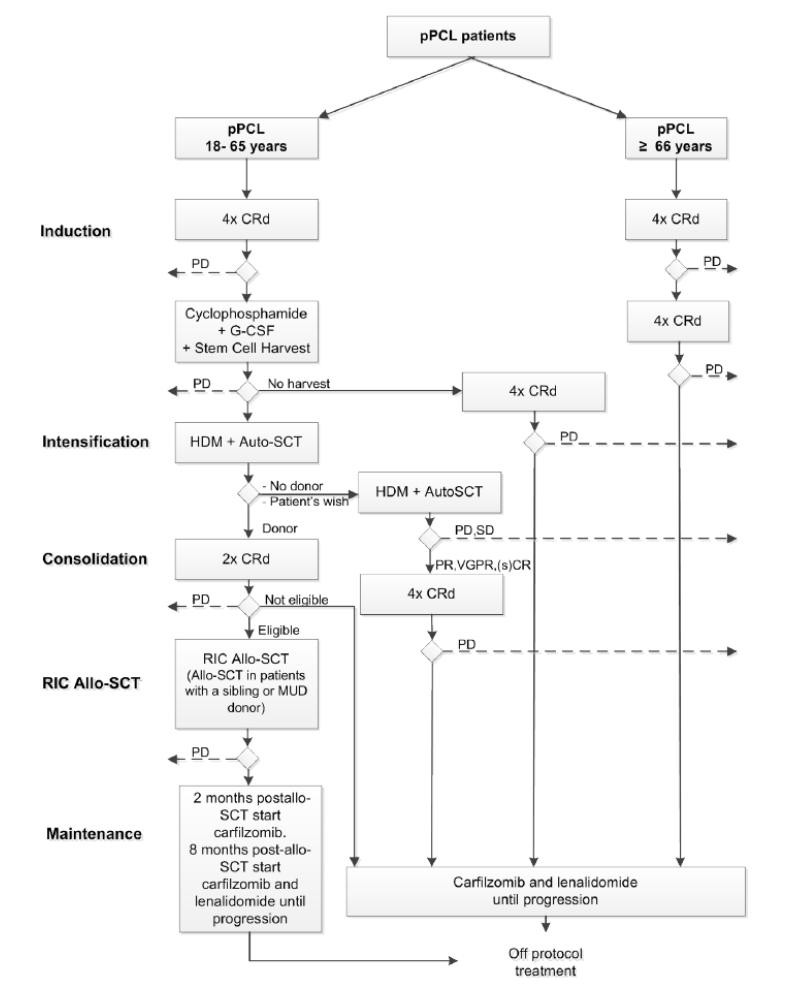 pPCL patients
pPCL
18- 65 years
pPCL
≥ 66 years
Induction
4x CRd
4x CRd
PD
PD
Cyclophosphamide
+ G-CSF
+ Stem Cell Harvest
4x CRd
PD
No harvest
4x CRd
PD
Intensification
HDM + Auto-SCT
PD
- No donor
- Patient's wish
HDM + AutoSCT
Donor
PD,SD
Consolidation
2x CRd
PR,VGPR,(s)CR
4x CRd
PD
Not eligible
Eligible
PD
RIC Allo-SCT
RIC Allo-SCT
(Allo-SCT in patients
with a sibling or MUD
donor)
PD
Maintenance
2 months postallo-
SCT start
carfilzomib.
8 months post-allo-
SCT start
carfilzomib and
lenalidomide until
progression
Carfilzomib and lenalidomide
until progression
Off protocol
treatment